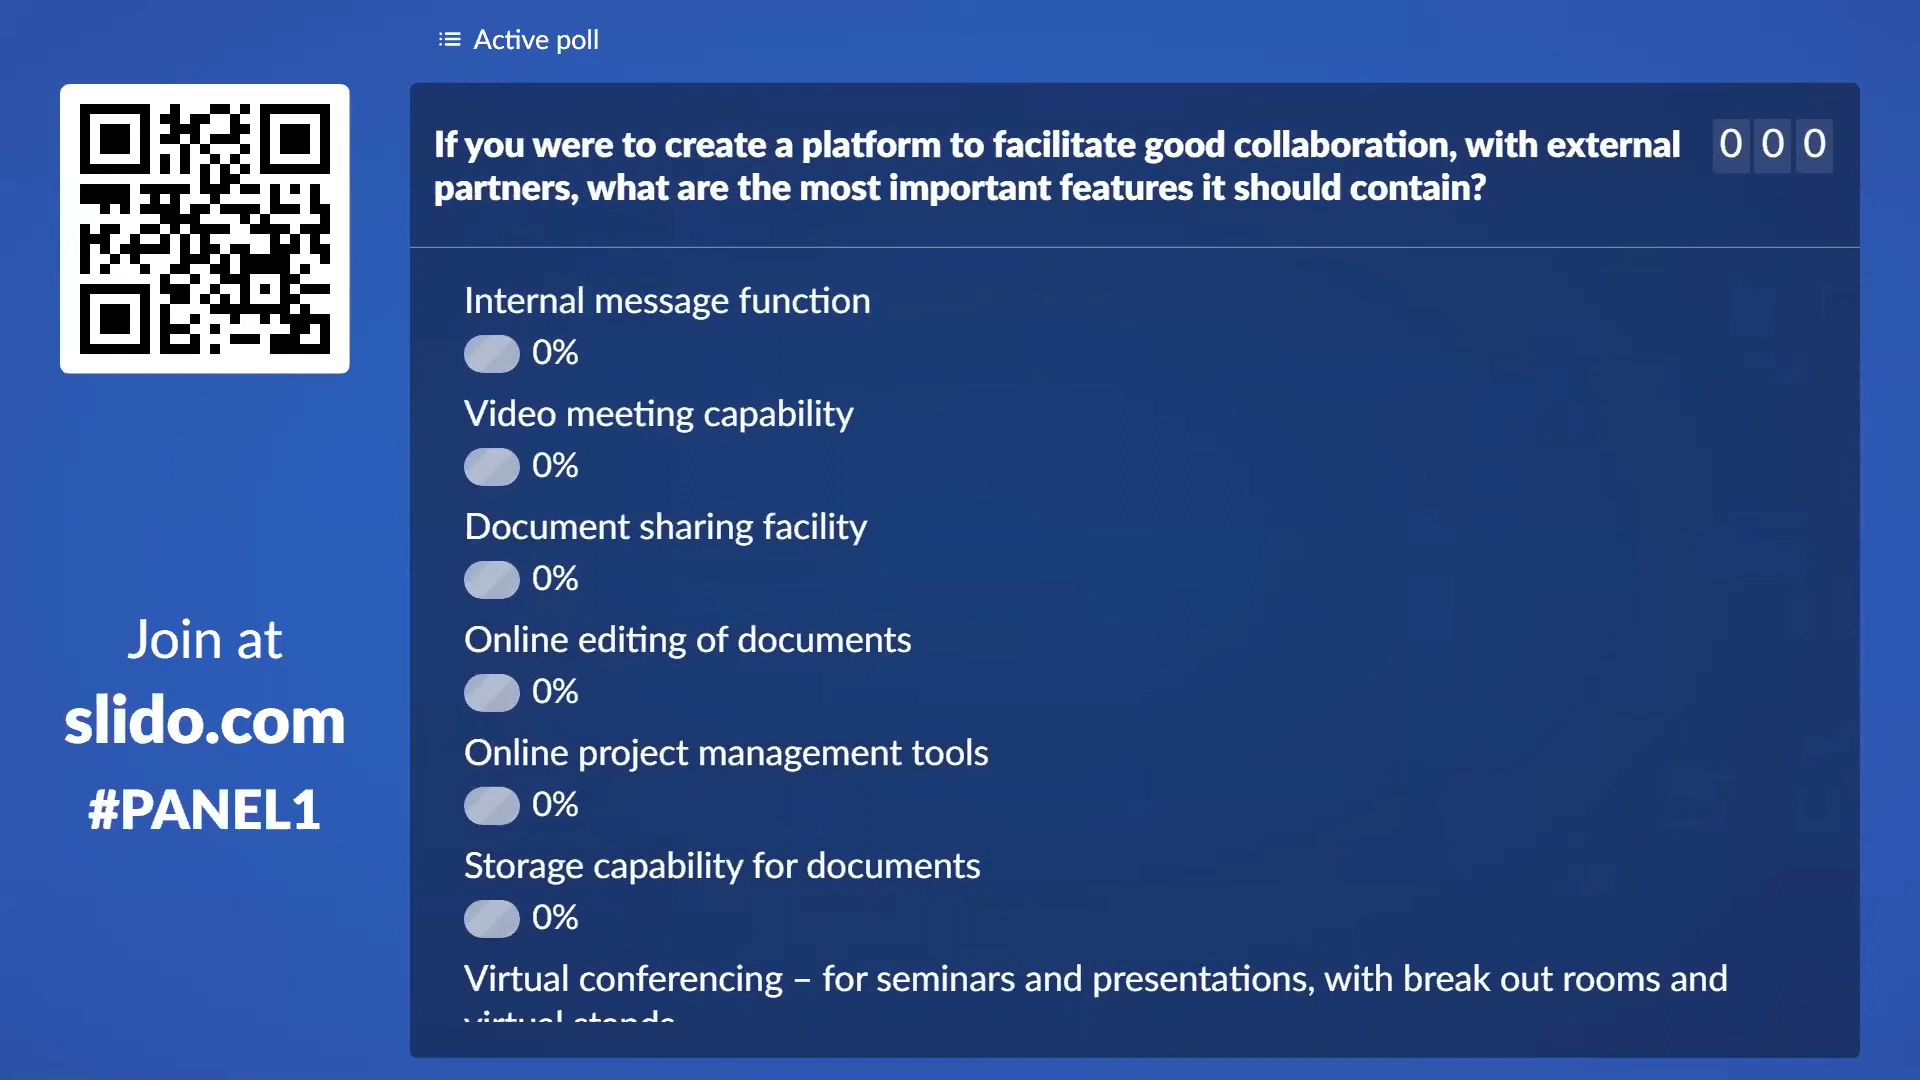 Active poll
If you were to create a platform to facilitate good collaboration, with external
partners, what are the most important features it should contain?
0 0 0
Internal message function
0%
Video meeting capability
0%
Document sharing facility
0%
Online editing of documents
0%
Online project management tools
0%
Storage capability for documents
0%
Virtual conferencing – for seminars and presentations, with break out rooms and
virtual stands
Join at
slido.com
#PANEL1